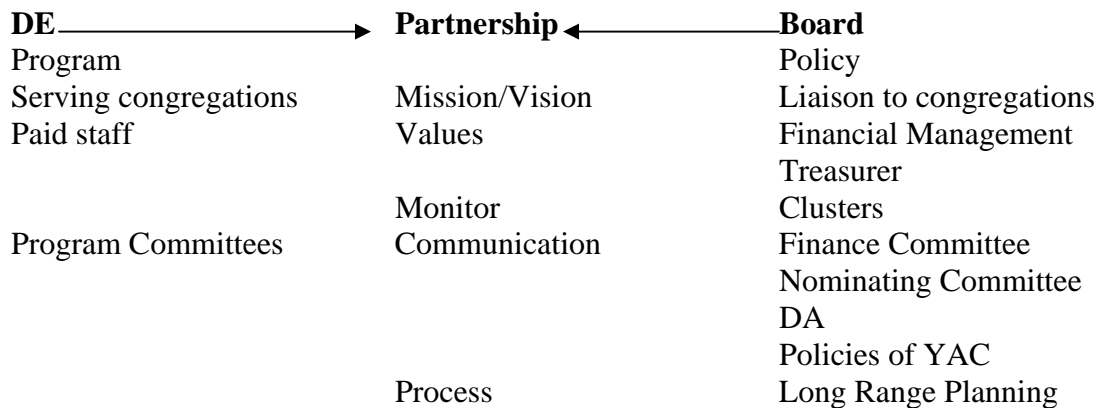 DE Partnership Board
Program Policy
Serving congregations Mission/Vision Liaison to congregations
Paid staff Values Financial Management
Treasurer
Monitor Clusters
Program Committees Communication Finance Committee
Nominating Committee
DA
Policies of YAC
Process Long Range Planning